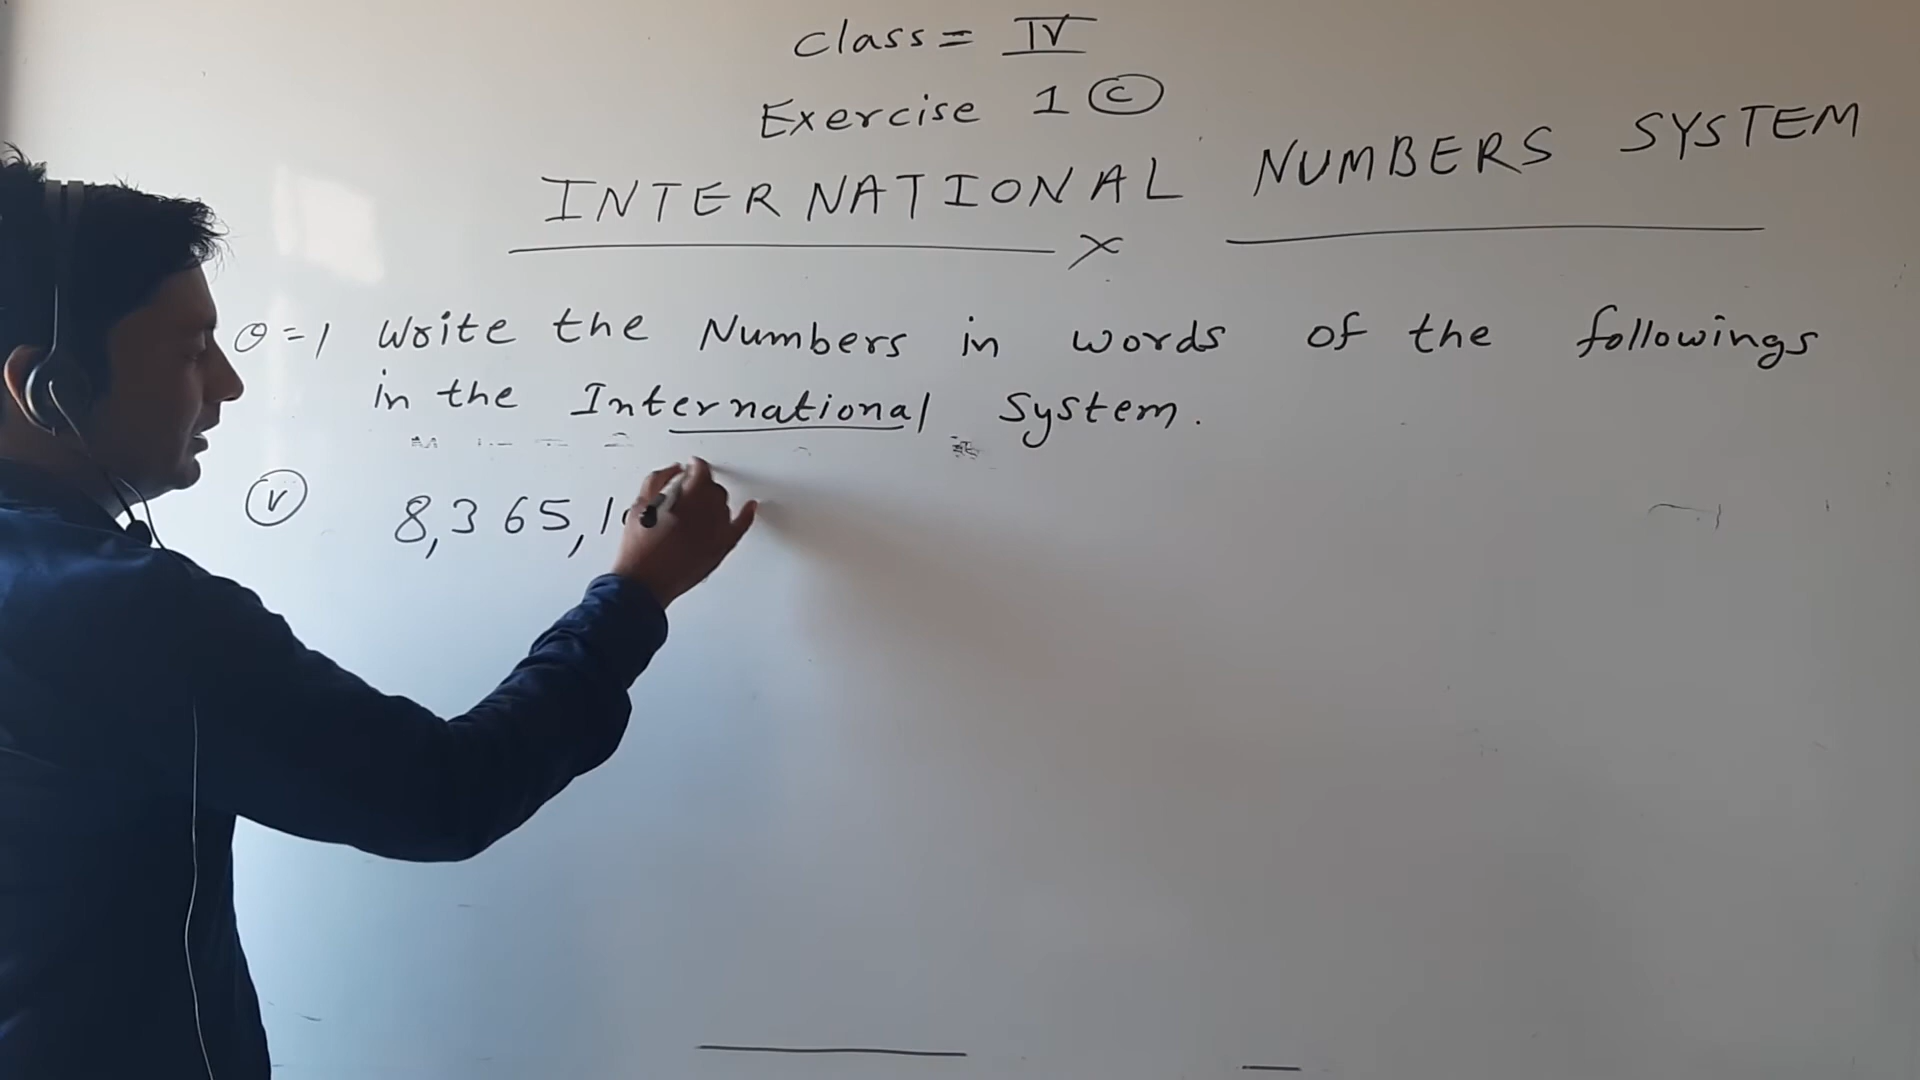 Class = IV
Exercise 1 (C)
INTERNATIONAL NUMBERS SYSTEM
Q=1 Write the Numbers in words of the followings
in the International System.
(V) 8,365,1